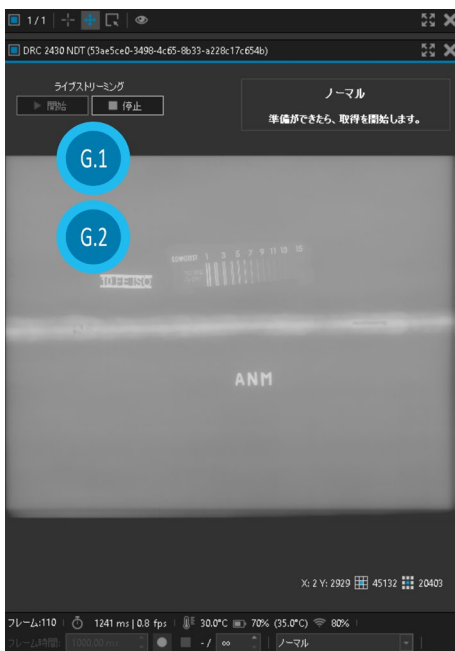 1/1
DRC 2430 NDT (53ae5ce0-3498-4c65-8b33-a228c17c654b)
ライブストリーミング
開始 停止
ノーマル
準備ができたら、取得を開始します。
G.1
G.2
1 3 5 7 9 11 13 15
10 FE ISO
ANM
X: 2 Y: 2929 45132 20403
フレーム:110 1241 ms | 0.8 fps 30.0°C 70% (35.0°C) 80%
フレーム時間: 1000.00 ms - / ∞ ノーマル